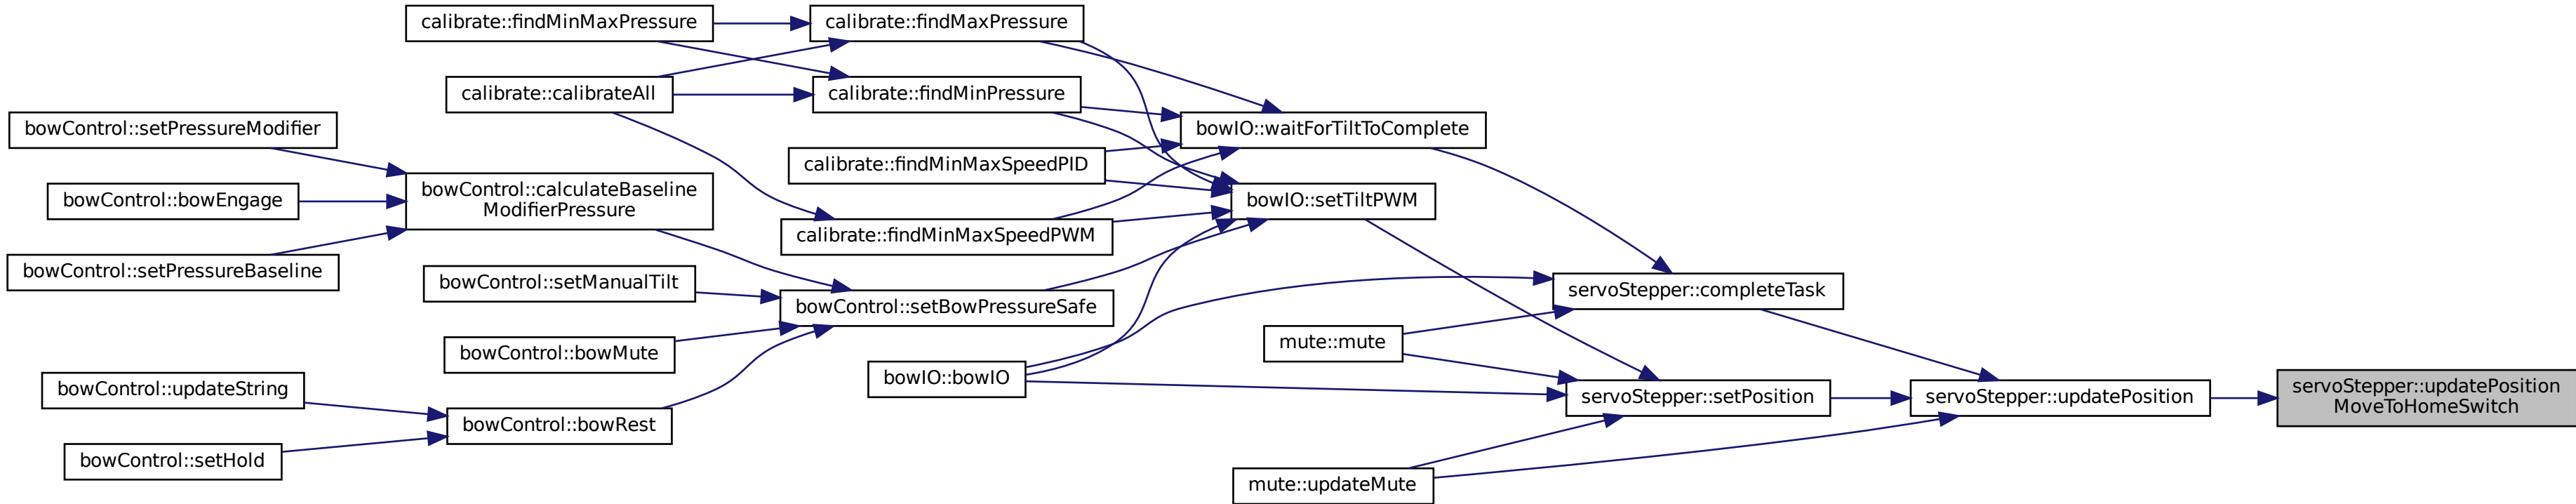 calibrate::findMinMaxPressure
calibrate::findMaxPressure
calibrate::calibrateAll
calibrate::findMinPressure
bowControl::setPressureModifier
bowIO::waitForTiltToComplete
calibrate::findMinMaxSpeedPID
bowControl::bowEngage
bowControl::calculateBaseline
ModifierPressure
bowIO::setTiltPWM
calibrate::findMinMaxSpeedPWM
bowControl::setPressureBaseline
bowControl::setManualTilt
servoStepper::completeTask
bowControl::setBowPressureSafe
mute::mute
bowControl::bowMute
bowIO::bowIO
bowControl::updateString
servoStepper::setPosition
servoStepper::updatePosition
servoStepper::updatePosition
MoveToHomeSwitch
bowControl::bowRest
bowControl::setHold
mute::updateMute